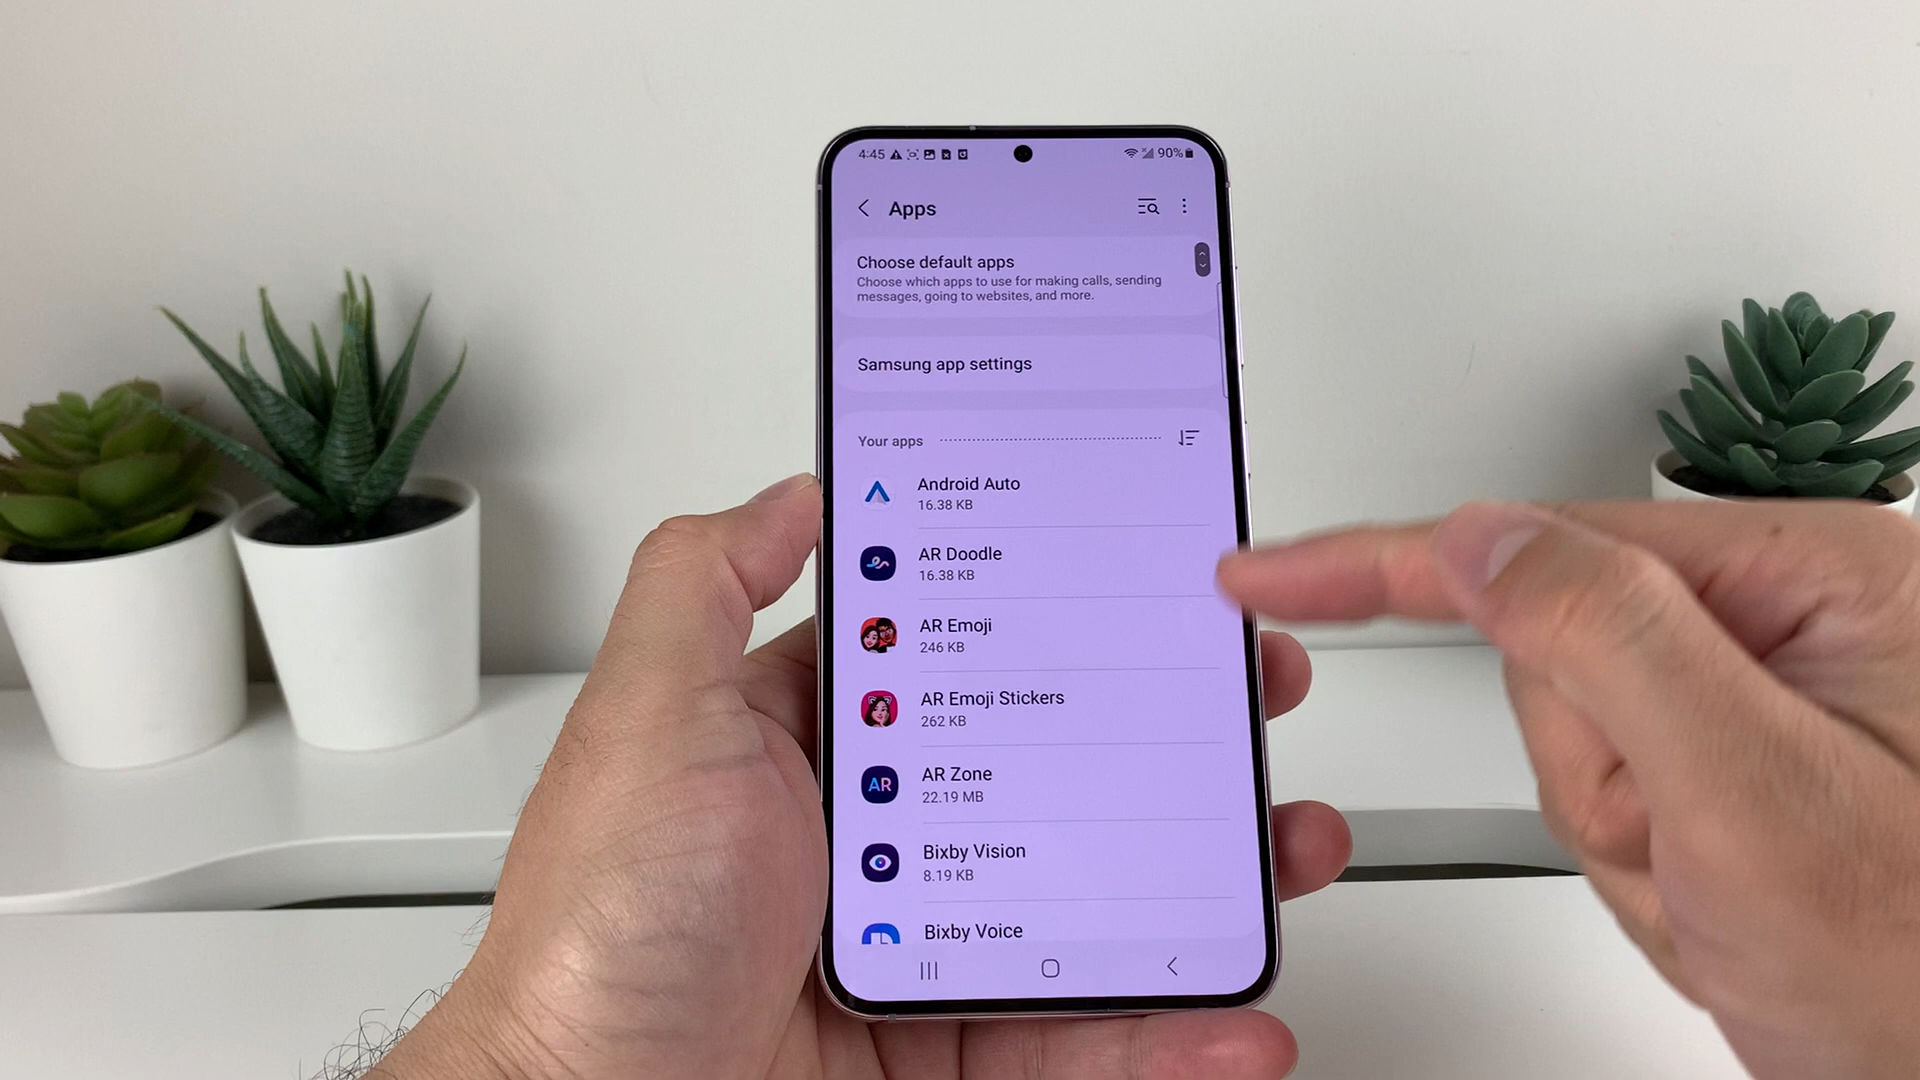 4:45 90%
Apps
Choose default apps
Choose which apps to use for making calls, sending
messages, going to websites, and more.
Samsung app settings
Your apps
Android Auto
16.38 KB
AR Doodle
16.38 KB
AR Emoji
246 KB
AR Emoji Stickers
262 KB
AR
AR Zone
22.19 MB
Bixby Vision
8.19 KB
Bixby Voice